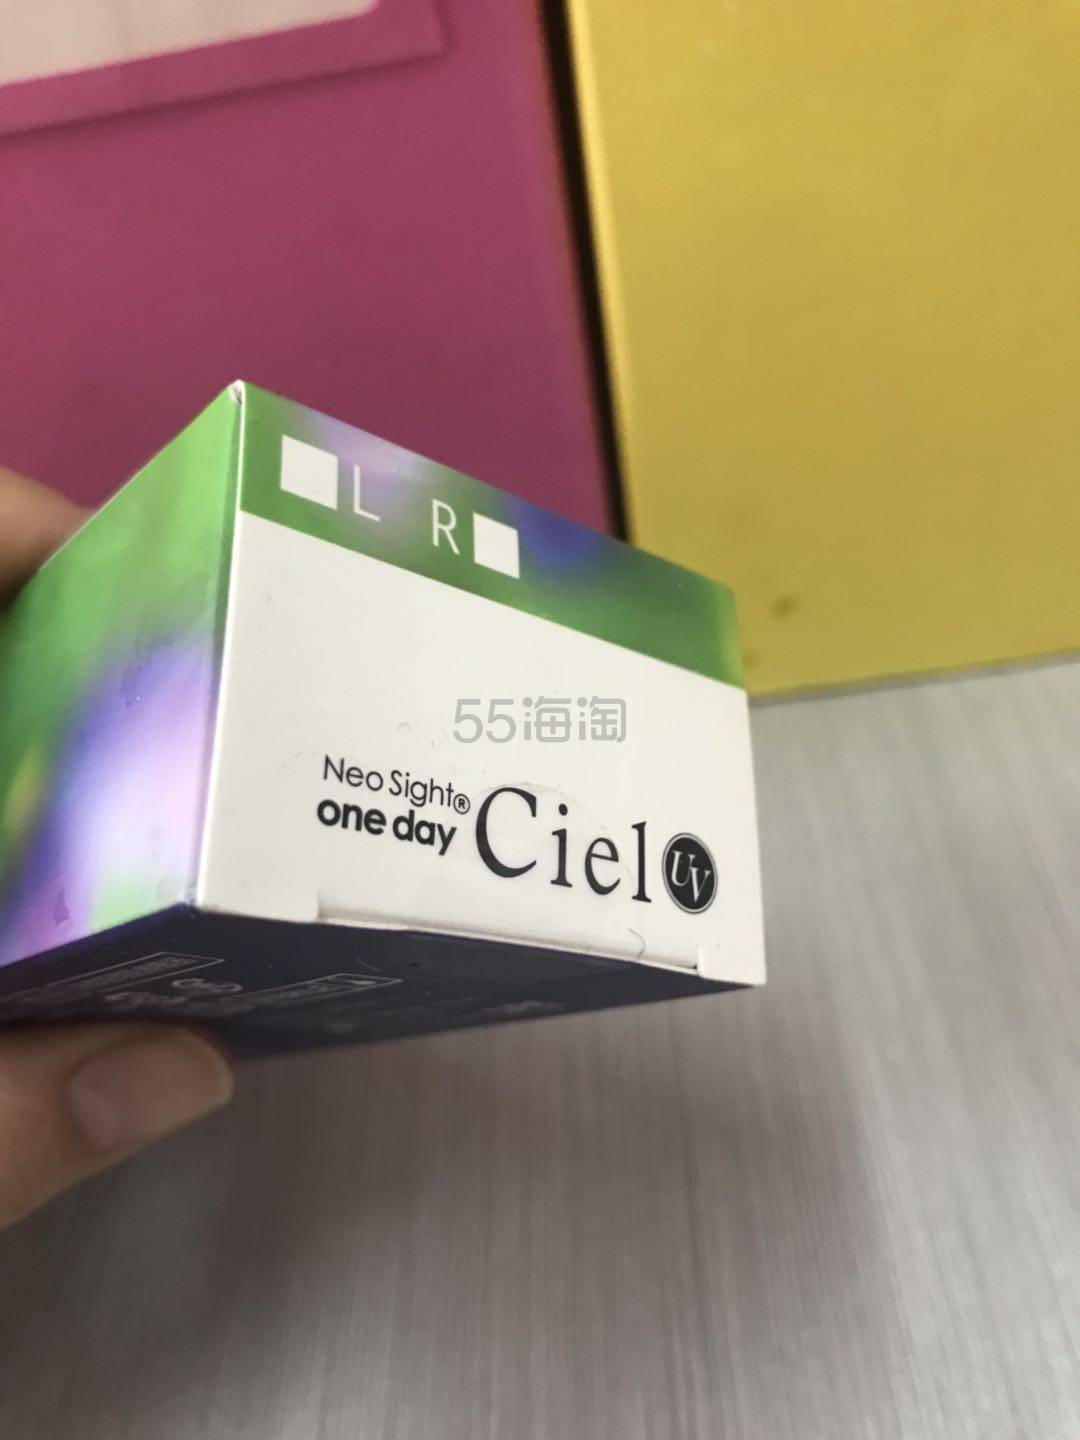 L R
55海淘
Neo Sight®
one day
Ciel UV